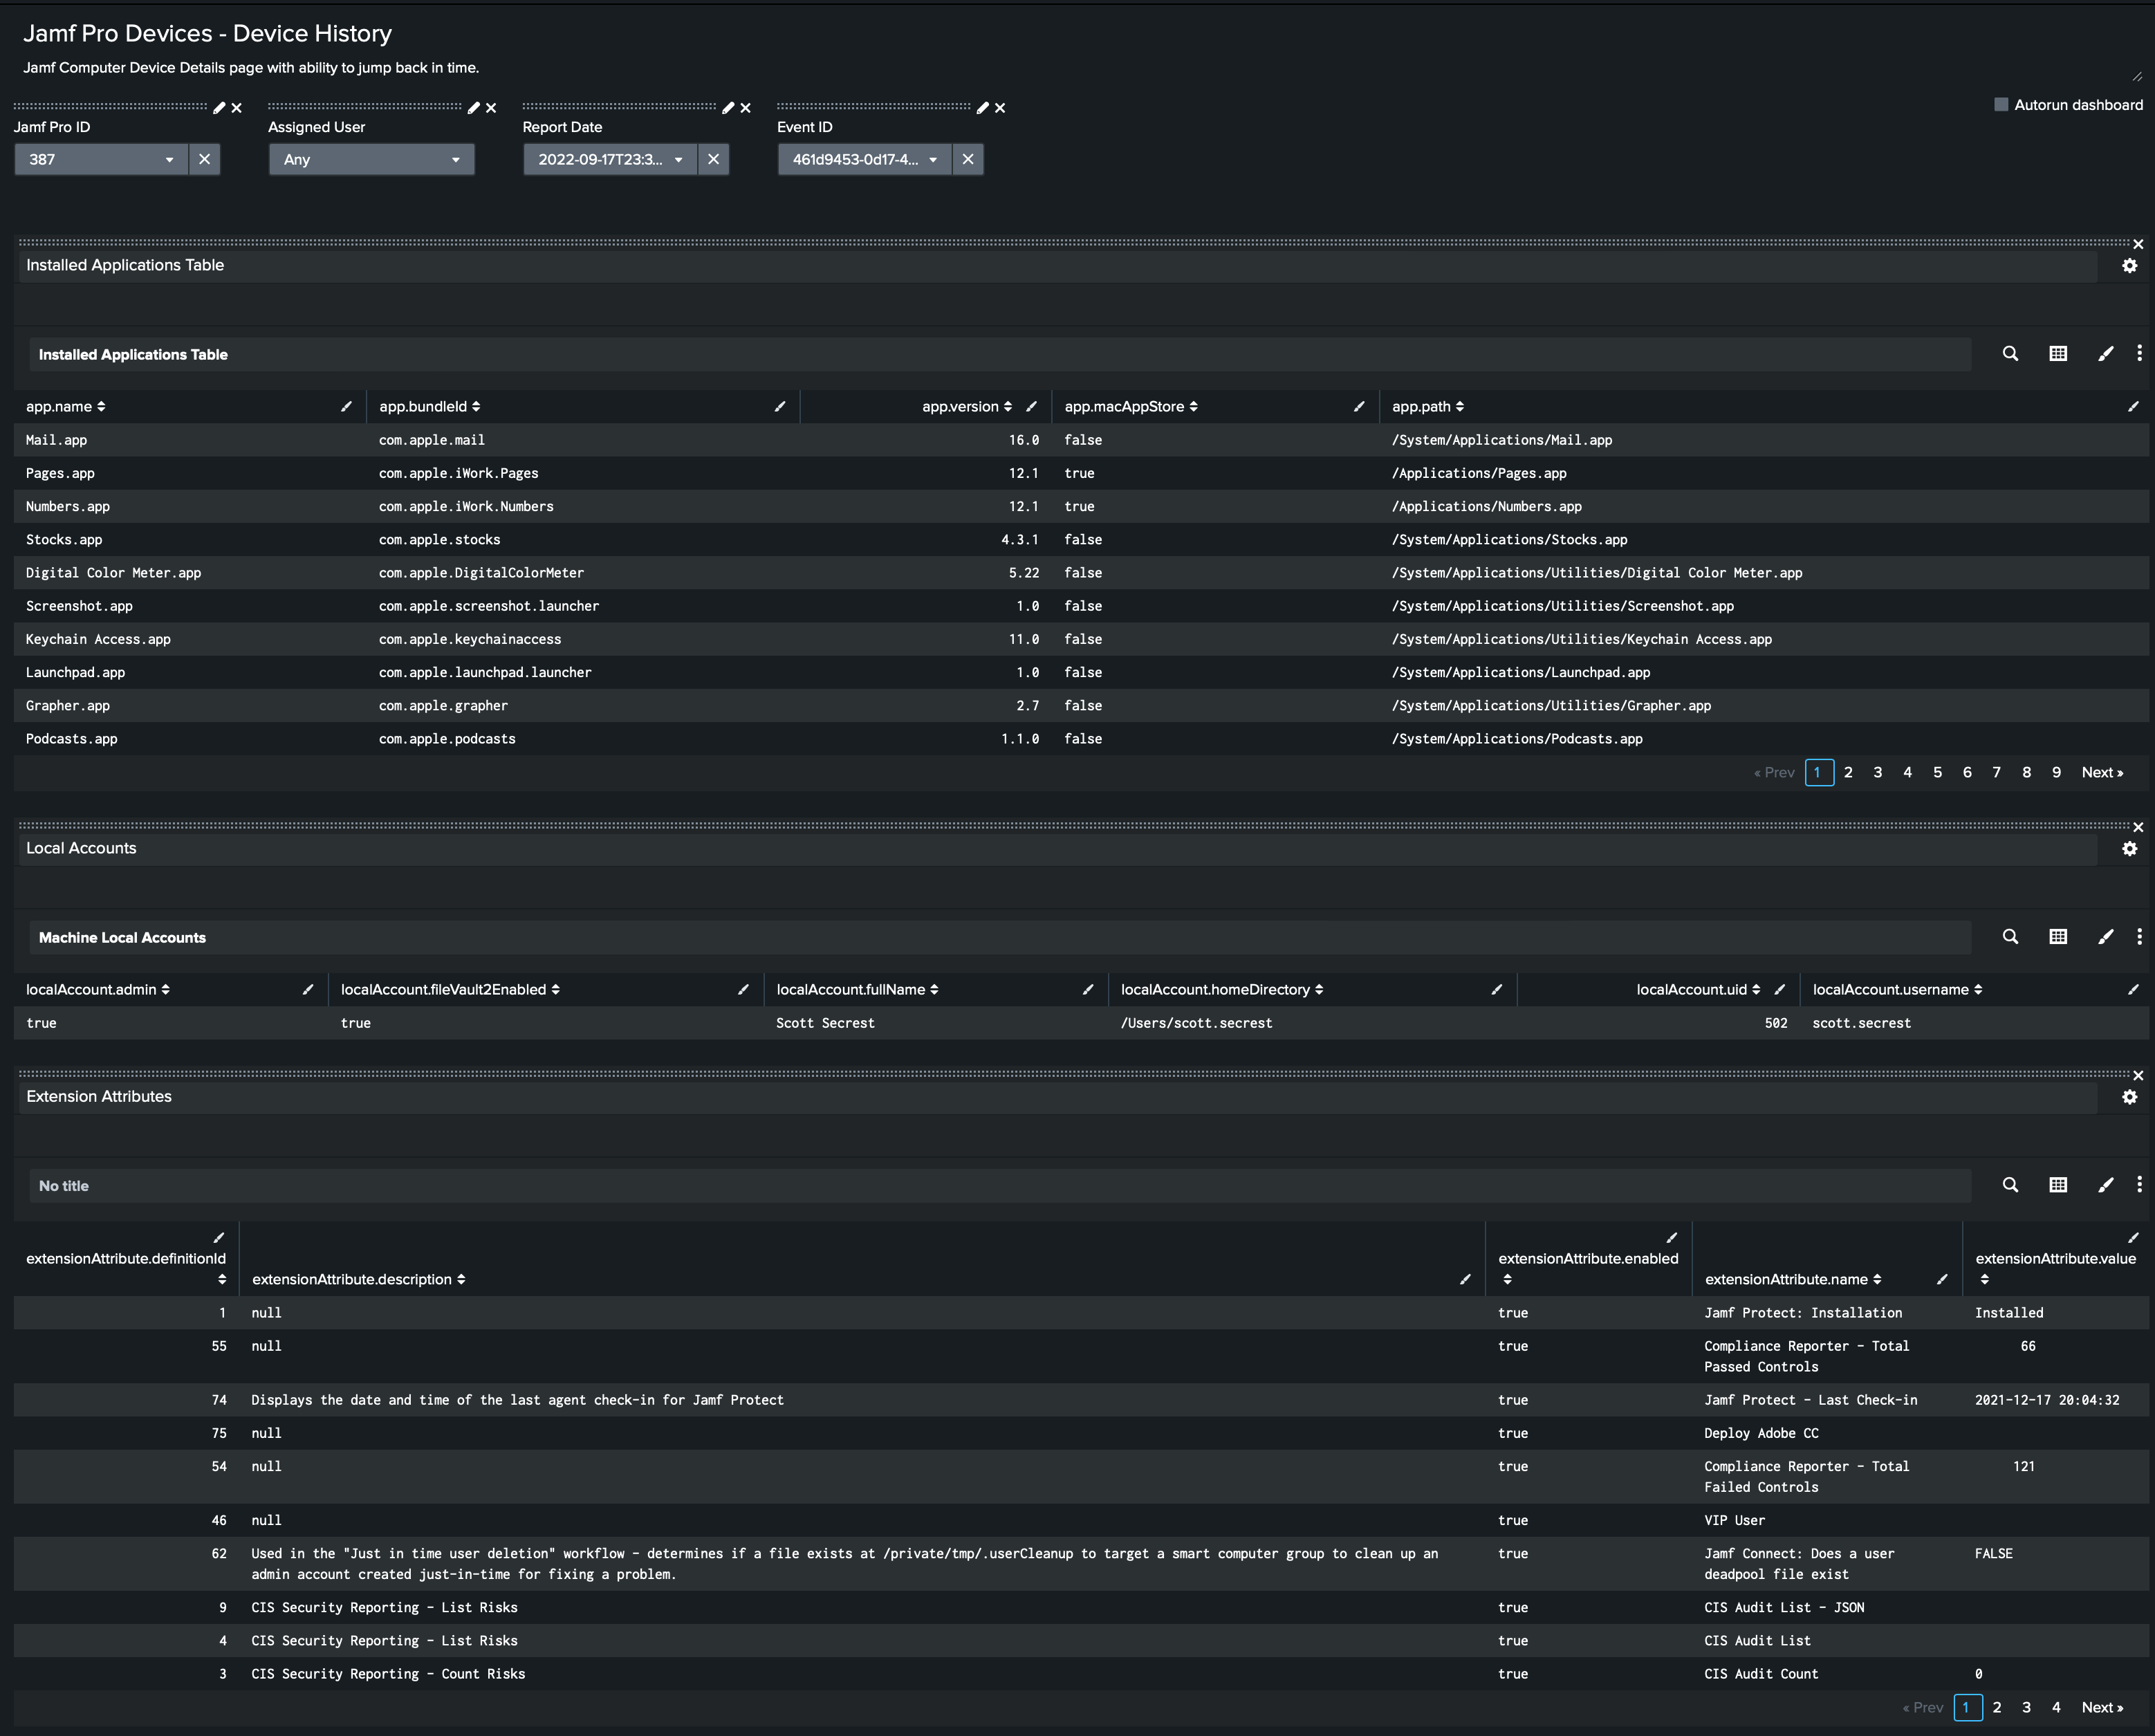 Jamf Pro Devices - Device History
Jamf Computer Device Details page with ability to jump back in time.
Autorun dashboard
Jamf Pro ID Assigned User Report Date Event ID
387 Any 2022-09-17T23:3... 461d9453-0d17-4...
Installed Applications Table
Installed Applications Table
app.name app.bundleId app.version app.macAppStore app.path
Mail.app com.apple.mail 16.0 false /System/Applications/Mail.app
Pages.app com.apple.iWork.Pages 12.1 true /Applications/Pages.app
Numbers.app com.apple.iWork.Numbers 12.1 true /Applications/Numbers.app
Stocks.app com.apple.stocks 4.3.1 false /System/Applications/Stocks.app
Digital Color Meter.app com.apple.DigitalColorMeter 5.22 false /System/Applications/Utilities/Digital Color Meter.app
Screenshot.app com.apple.screenshot.launcher 1.0 false /System/Applications/Utilities/Screenshot.app
Keychain Access.app com.apple.keychainaccess 11.0 false /System/Applications/Utilities/Keychain Access.app
Launchpad.app com.apple.launchpad.launcher 1.0 false /System/Applications/Launchpad.app
Grapher.app com.apple.grapher 2.7 false /System/Applications/Utilities/Grapher.app
Podcasts.app com.apple.podcasts 1.1.0 false /System/Applications/Podcasts.app
« Prev 1 2 3 4 5 6 7 8 9 Next »
Local Accounts
Machine Local Accounts
localAccount.admin localAccount.fileVault2Enabled localAccount.fullName localAccount.homeDirectory localAccount.uid localAccount.username
true true Scott Secrest /Users/scott.secrest 502 scott.secrest
Extension Attributes
No title
extensionAttribute.definitionId extensionAttribute.description extensionAttribute.enabled extensionAttribute.name extensionAttribute.value
1 null true Jamf Protect: Installation Installed
55 null true Compliance Reporter - Total 66
Passed Controls
74 Displays the date and time of the last agent check-in for Jamf Protect true Jamf Protect - Last Check-in 2021-12-17 20:04:32
75 null true Deploy Adobe CC
54 null true Compliance Reporter - Total 121
Failed Controls
46 null true VIP User
62 Used in the "Just in time user deletion" workflow - determines if a file exists at /private/tmp/.userCleanup to target a smart computer group to clean up an true Jamf Connect: Does a user FALSE
admin account created just-in-time for fixing a problem. deadpool file exist
9 CIS Security Reporting - List Risks true CIS Audit List - JSON
4 CIS Security Reporting - List Risks true CIS Audit List
3 CIS Security Reporting - Count Risks true CIS Audit Count 0
« Prev 1 2 3 4 Next »